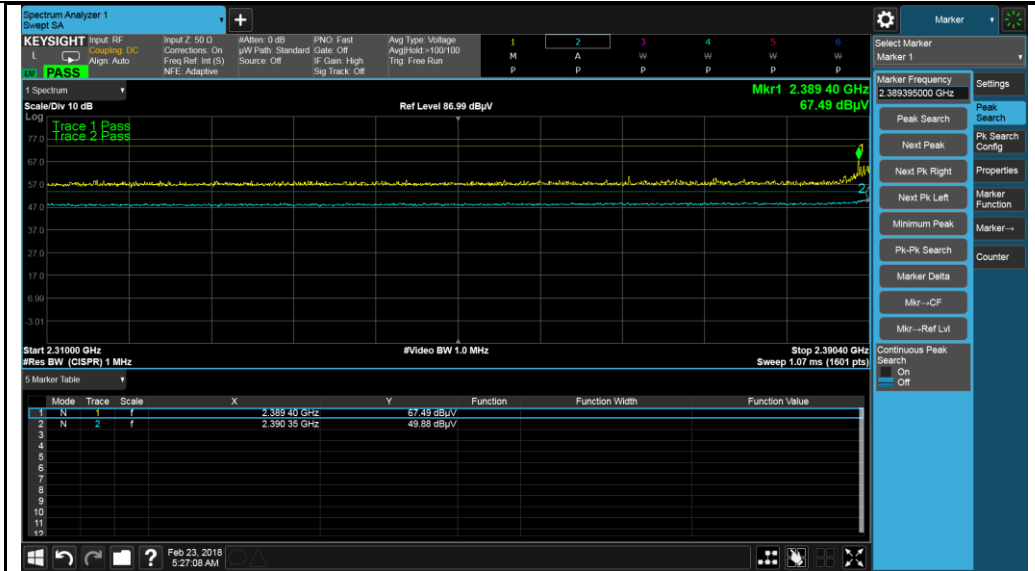 Spectrum Analyzer 1
Swept SA
+
Marker
KEYSIGHT
L
PASS
Input: RF
Coupling: DC
Align: Auto
Input Z: 50 Ω
Corrections: On
Freq Ref: Int (S)
NFE: Adaptive
#Atten: 0 dB
µW Path: Standard
Source: Off
PNO: Fast
Gate: Off
IF Gain: High
Sig Track: Off
Avg Type: Voltage
Avg|Hold:>100/100
Trig: Free Run
1 2 3 4 5 6
M A W W W W
P P P P P P
Select Marker
Marker 1
1 Spectrum
Scale/Div 10 dB
Ref Level 86.99 dBµV
Mkr1 2.389 40 GHz
67.49 dBµV
Log
Trace 1 Pass
Trace 2 Pass
77.0
67.0
57.0
47.0
37.0
27.0
17.0
6.99
-3.01
1
2
Start 2.31000 GHz
#Res BW (CISPR) 1 MHz
#Video BW 1.0 MHz
Stop 2.39040 GHz
Sweep 1.07 ms (1601 pts)
Marker Frequency
2.389395000 GHz
Peak Search
Next Peak
Next Pk Right
Next Pk Left
Minimum Peak
Pk-Pk Search
Marker Delta
Mkr→CF
Mkr→Ref Lvl
Continuous Peak
Search
On
Off
Settings
Peak
Search
Pk Search
Config
Properties
Marker
Function
Marker→
Counter
5 Marker Table
Mode Trace Scale X Y Function Function Width Function Value
1 N 1 f 2.389 40 GHz 67.49 dBµV
2 N 2 f 2.390 35 GHz 49.88 dBµV
3
4
5
6
7
8
9
10
11
12
?
Feb 23, 2018
5:27:08 AM